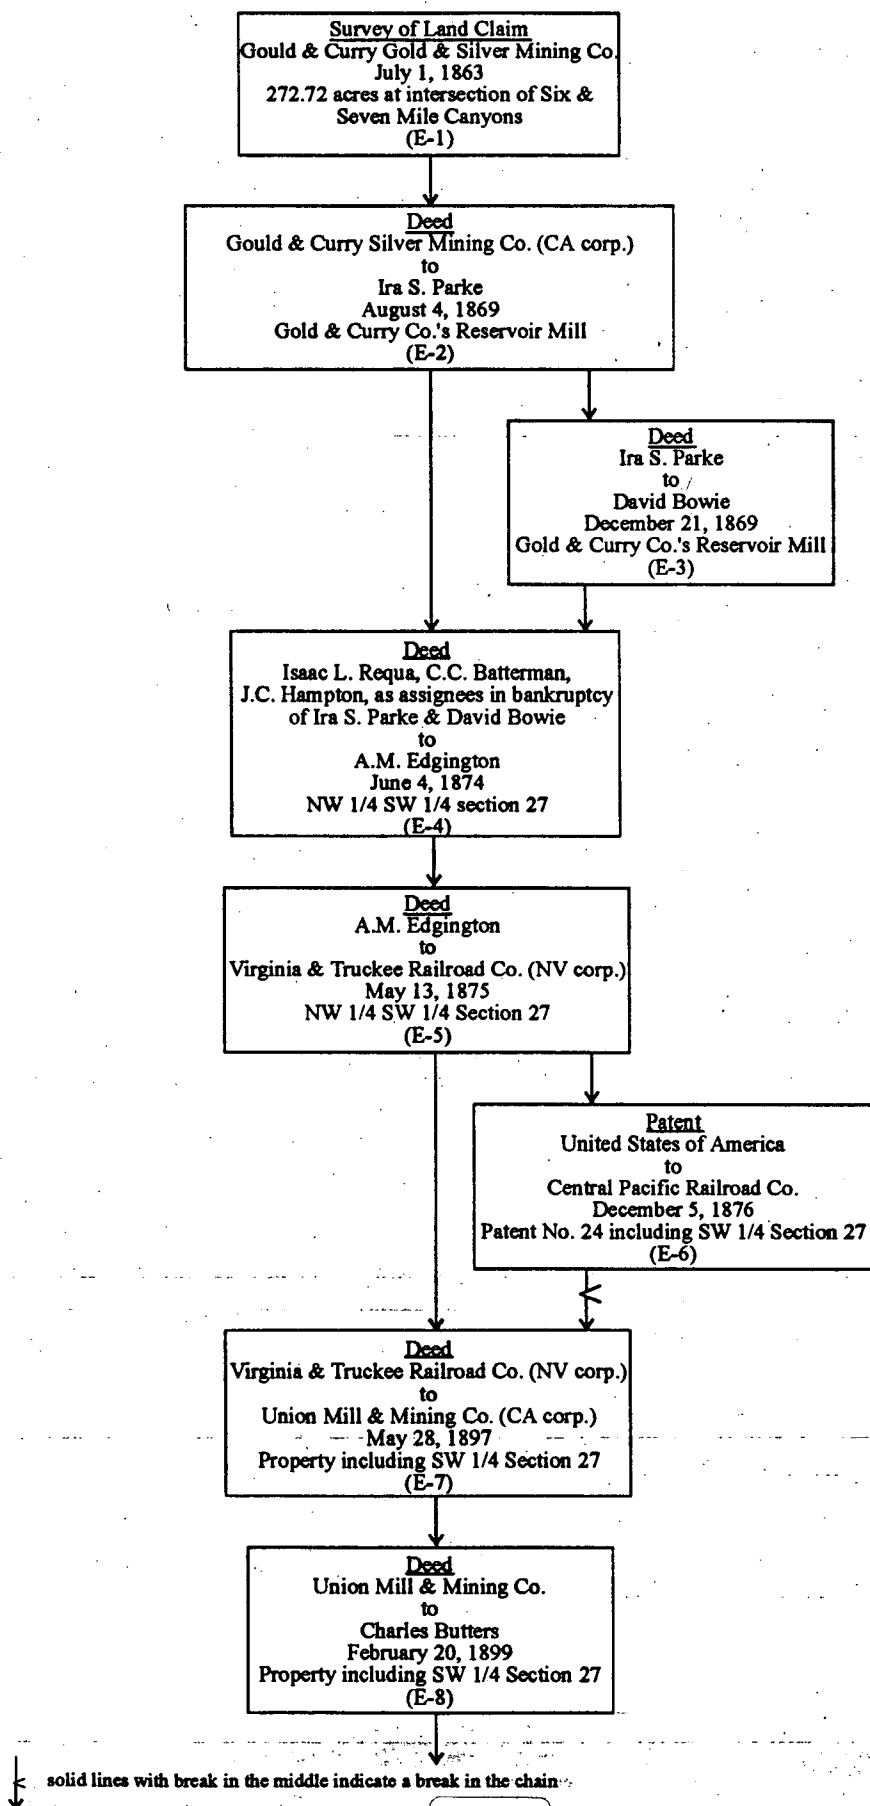 Survey of Land Claim
Gould & Curry Gold & Silver Mining Co.
July 1, 1863
272.72 acres at intersection of Six &
Seven Mile Canyons
(E-1)
Deed
Gould & Curry Silver Mining Co. (CA corp.)
to
Ira S. Parke
August 4, 1869
Gold & Curry Co.'s Reservoir Mill
(E-2)
Deed
Ira S. Parke
to
David Bowie
December 21, 1869
Gold & Curry Co.'s Reservoir Mill
(E-3)
Deed
Isaac L. Requa, C.C. Batterman,
J.C. Hampton, as assignees in bankruptcy
of Ira S. Parke & David Bowie
to
A.M. Edgington
June 4, 1874
NW 1/4 SW 1/4 section 27
(E-4)
Deed
A.M. Edgington
to
Virginia & Truckee Railroad Co. (NV corp.)
May 13, 1875
NW 1/4 SW 1/4 Section 27
(E-5)
Patent
United States of America
to
Central Pacific Railroad Co.
December 5, 1876
Patent No. 24 including SW 1/4 Section 27
(E-6)
Deed
Virginia & Truckee Railroad Co. (NV corp.)
to
Union Mill & Mining Co. (CA corp.)
May 28, 1897
Property including SW 1/4 Section 27
(E-7)
Deed
Union Mill & Mining Co.
to
Charles Butters
February 20, 1899
Property including SW 1/4 Section 27
(E-8)
solid lines with break in the middle indicate a break in the chain